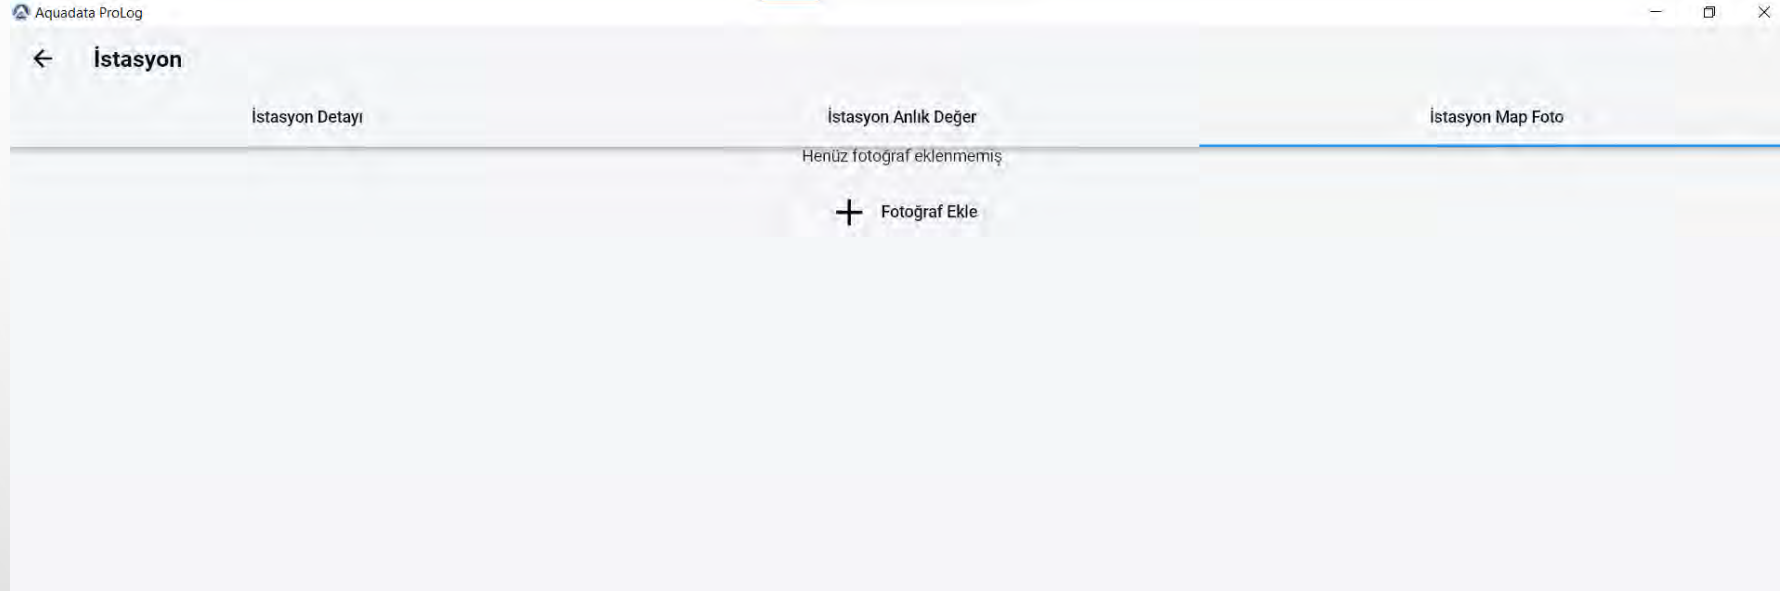 Aquadata ProLog
İstasyon
İstasyon Detayı
İstasyon Anlık Değer
İstasyon Map Foto
Henüz fotoğraf eklenmemiş
Fotoğraf Ekle